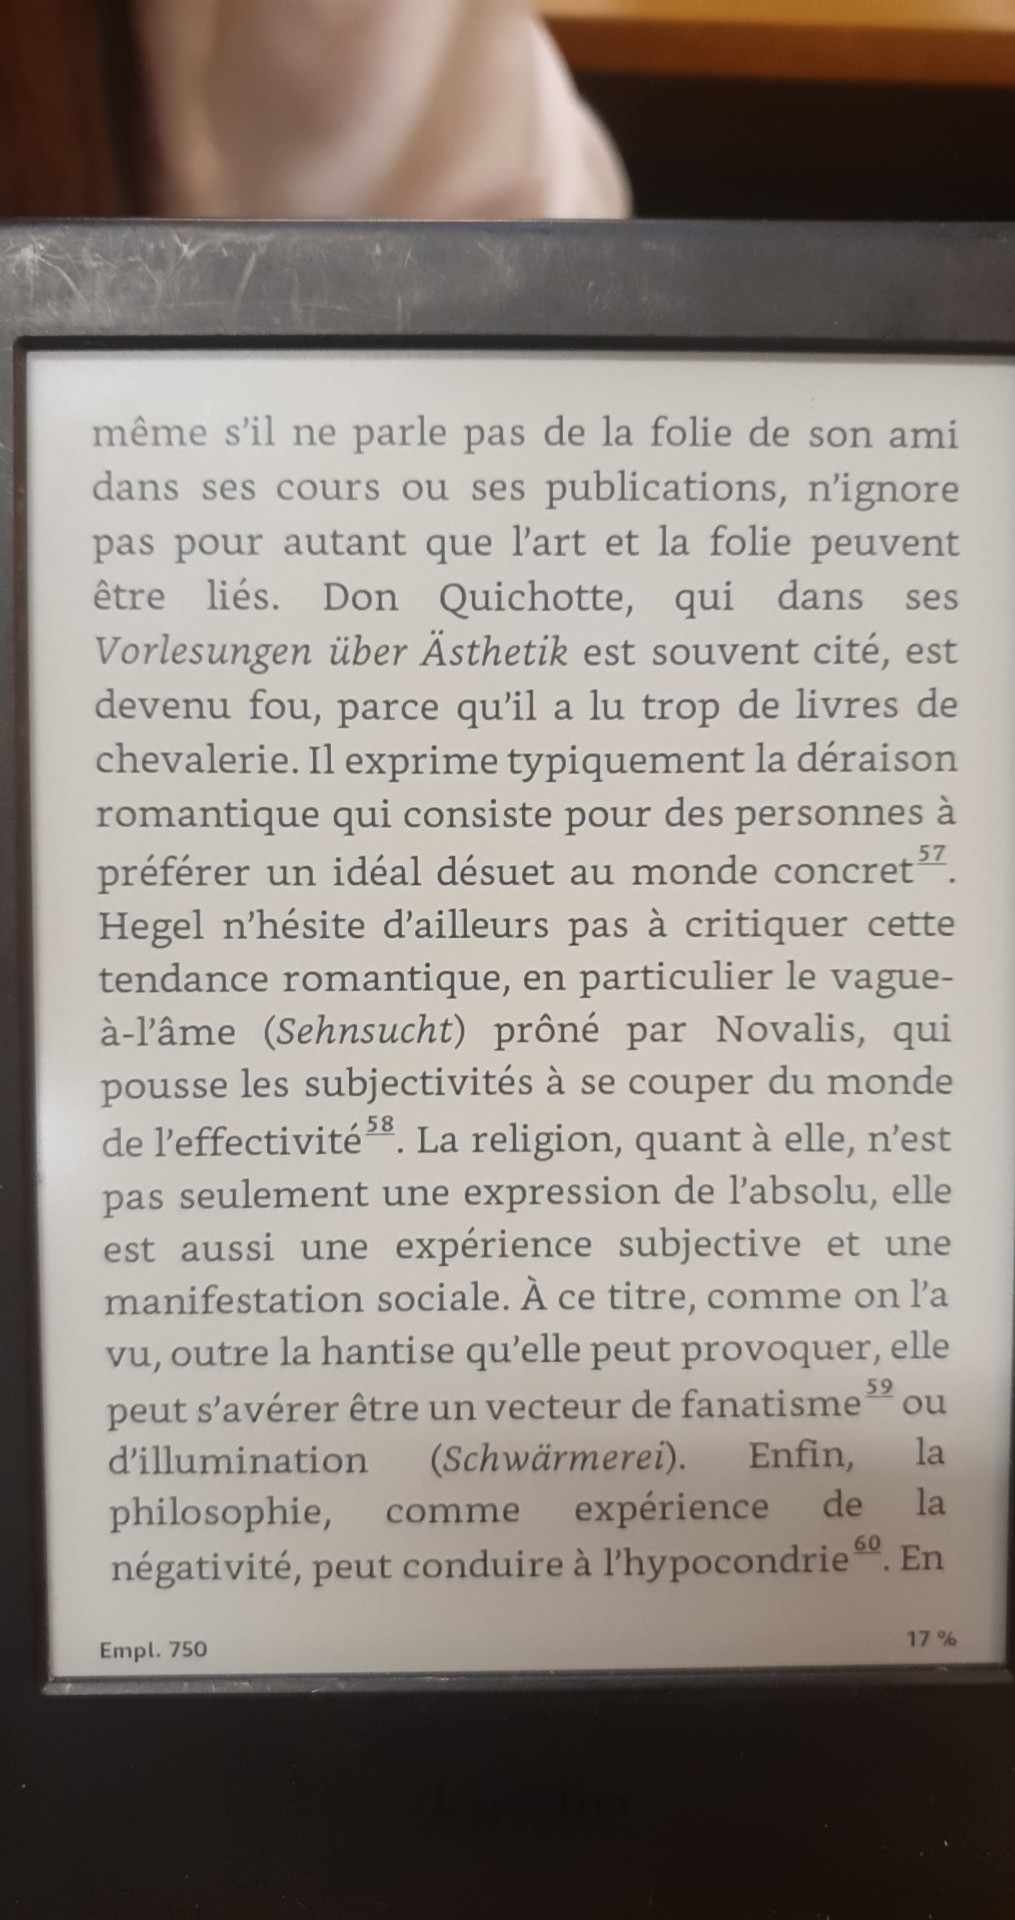 même s'il ne parle pas de la folie de son ami
dans ses cours ou ses publications, n'ignore
pas pour autant que l'art et la folie peuvent
être liés. Don Quichotte, qui dans ses
Vorlesungen über Ästhetik est souvent cité, est
devenu fou, parce qu'il a lu trop de livres de
chevalerie. Il exprime typiquement la déraison
romantique qui consiste pour des personnes à
préférer un idéal désuet au monde concret57.
Hegel n'hésite d'ailleurs pas à critiquer cette
tendance romantique, en particulier le vague-
à-l'âme (Sehnsucht) prôné par Novalis, qui
pousse les subjectivités à se couper du monde
de l'effectivité58. La religion, quant à elle, n'est
pas seulement une expression de l'absolu, elle
est aussi une expérience subjective et une
manifestation sociale. À ce titre, comme on l'a
vu, outre la hantise qu'elle peut provoquer, elle
peut s'avérer être un vecteur de fanatisme59 ou
d'illumination (Schwärmerei). Enfin, la
philosophie, comme expérience de la
négativité, peut conduire à l'hypocondrie60. En
Empl. 750 17 %